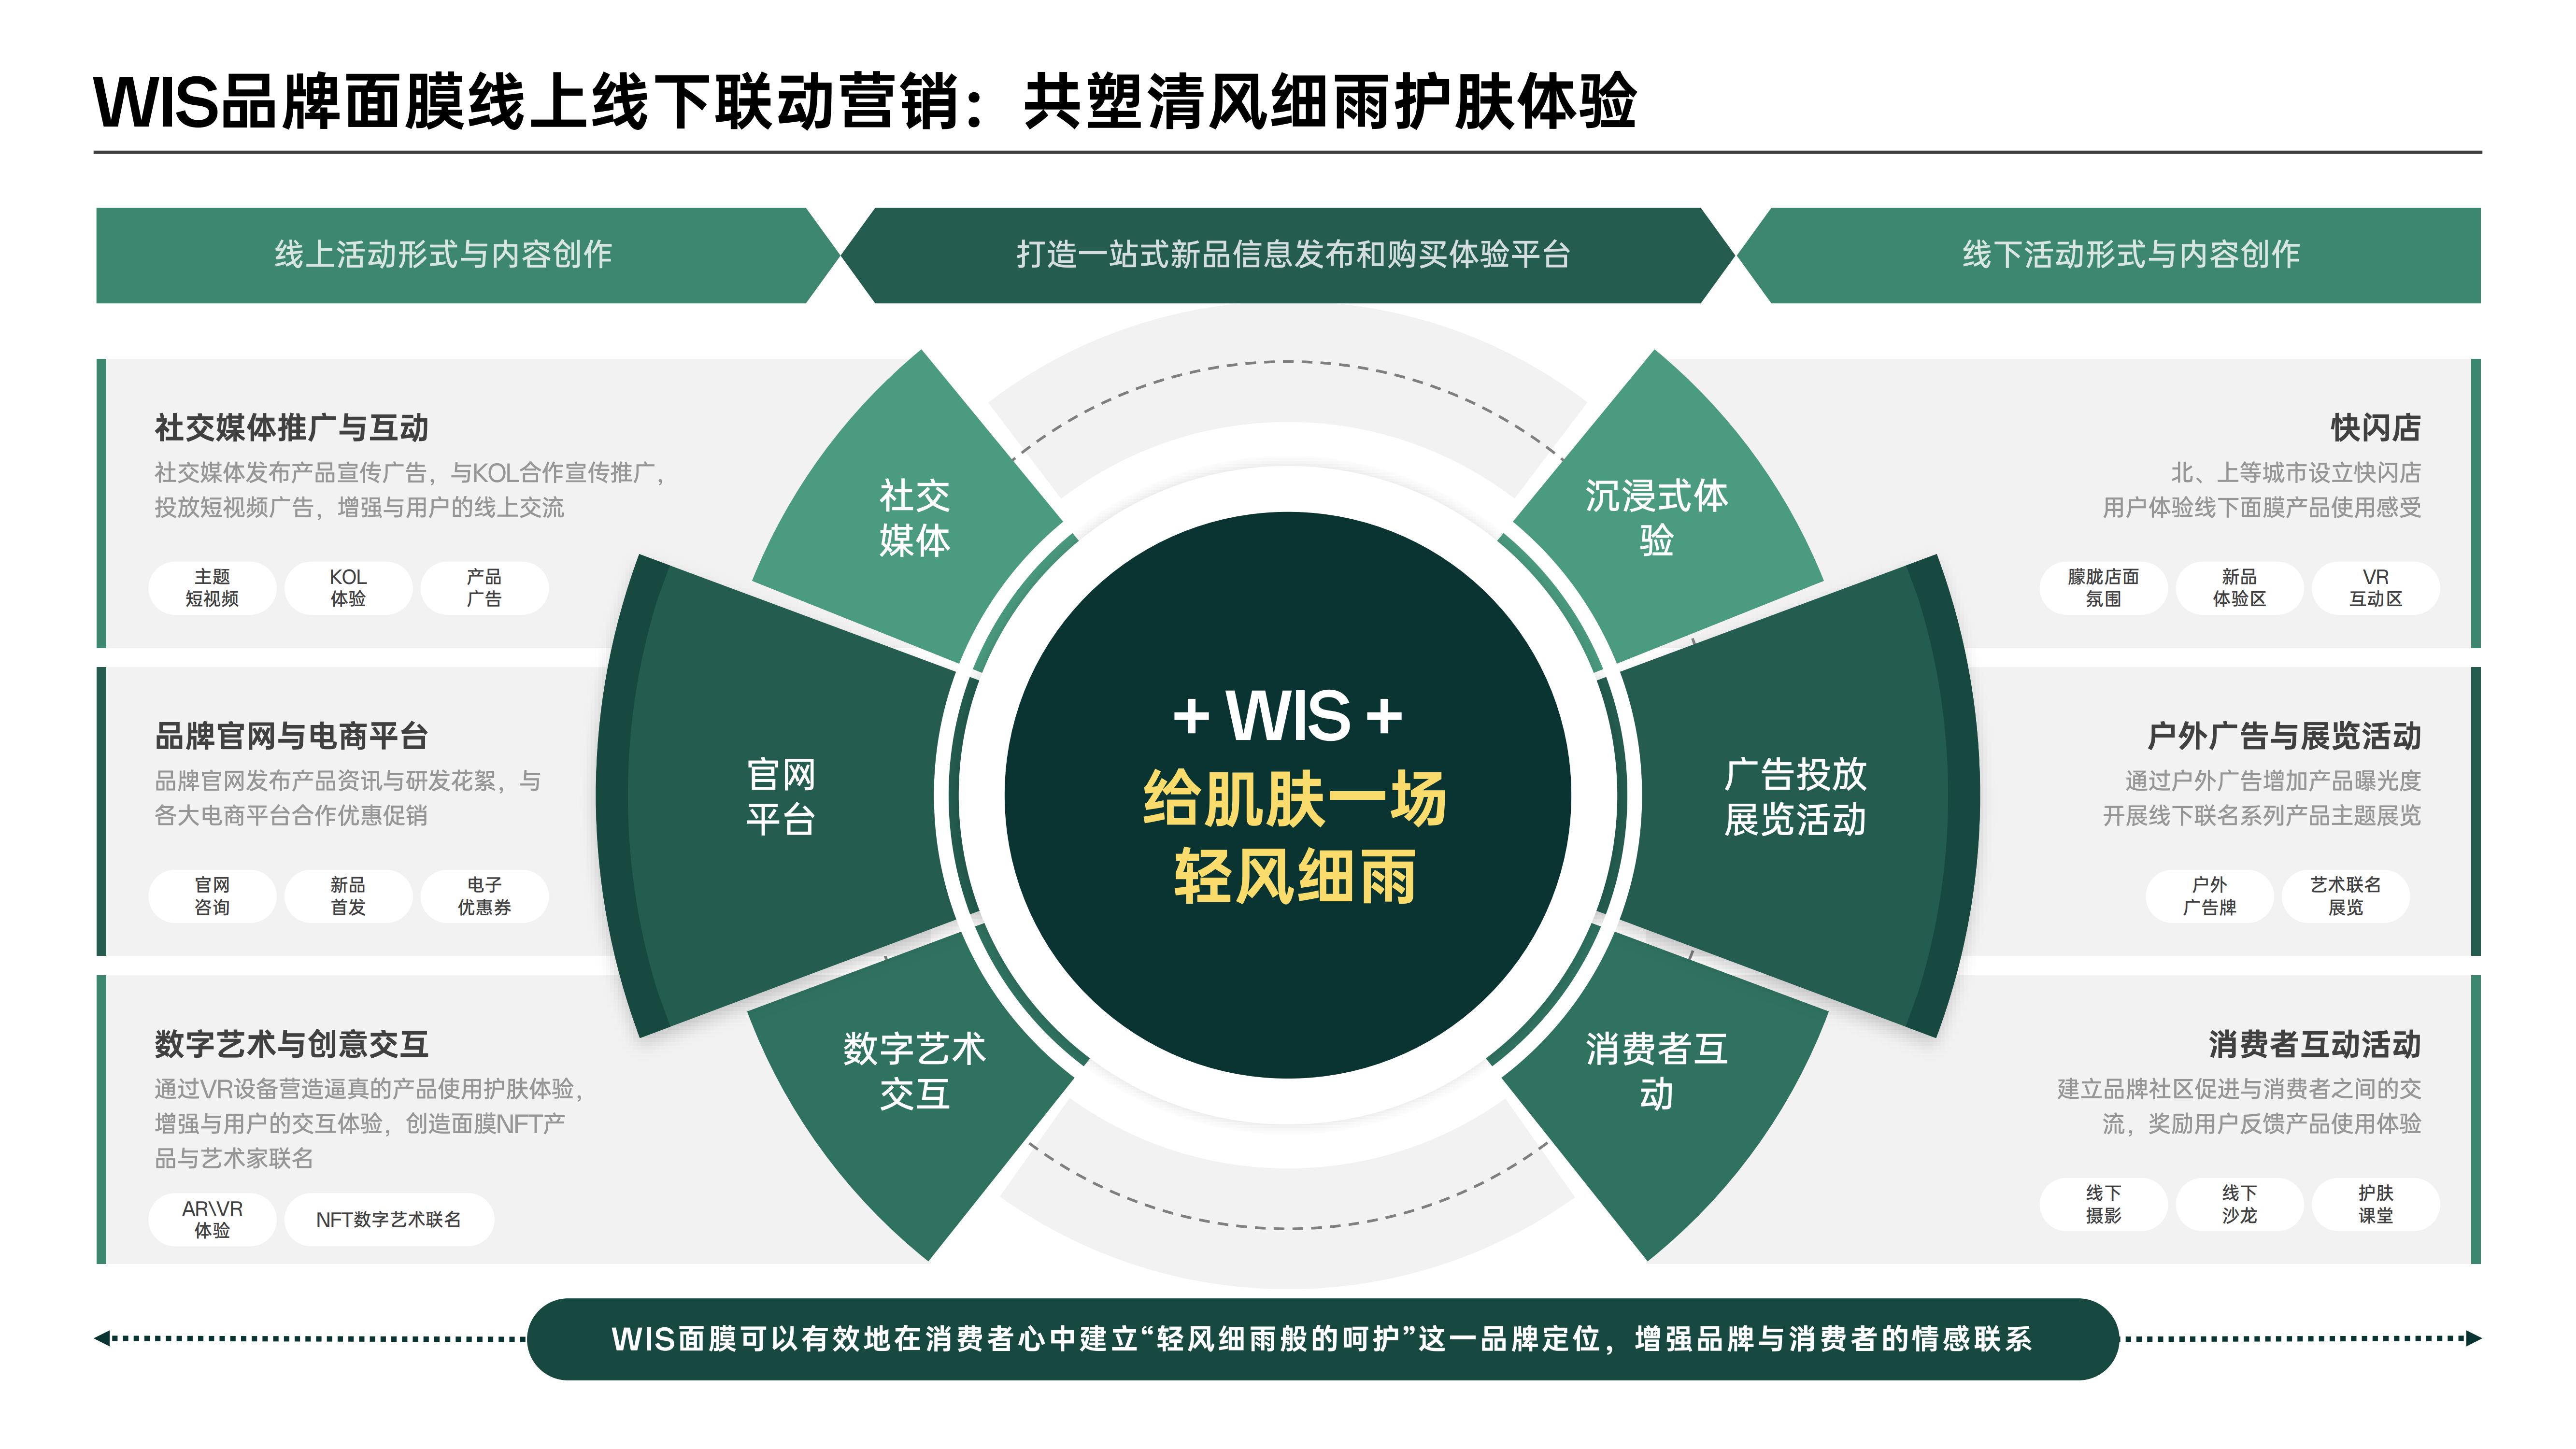 WIS品牌面膜线上线下联动营销：共塑清风细雨护肤体验
线上活动形式与内容创作
打造一站式新品信息发布和购买体验平台
线下活动形式与内容创作
社交媒体推广与互动
社交媒体发布产品宣传广告，与KOL合作宣传推广，
投放短视频广告，增强与用户的线上交流
主题
短视频
KOL
体验
产品
广告
品牌官网与电商平台
品牌官网发布产品资讯与研发花絮，与
各大电商平台合作优惠促销
官网
咨询
新品
首发
电子
优惠券
数字艺术与创意交互
通过VR设备营造逼真的产品使用护肤体验，
增强与用户的交互体验，创造面膜NFT产
品与艺术家联名
AR\VR
体验
NFT数字艺术联名
社交
媒体
官网
平台
数字艺术
交互
+ WIS +
给肌肤一场
轻风细雨
沉浸式体
验
广告投放
展览活动
消费者互
动
快闪店
北、上等城市设立快闪店
用户体验线下面膜产品使用感受
朦胧店面
氛围
新品
体验区
VR
互动区
户外广告与展览活动
通过户外广告增加产品曝光度
开展线下联名系列产品主题展览
户外
广告牌
艺术联名
展览
消费者互动活动
建立品牌社区促进与消费者之间的交
流，奖励用户反馈产品使用体验
线下
摄影
线下
沙龙
护肤
课堂
WIS面膜可以有效地在消费者心中建立“轻风细雨般的呵护”这一品牌定位，增强品牌与消费者的情感联系